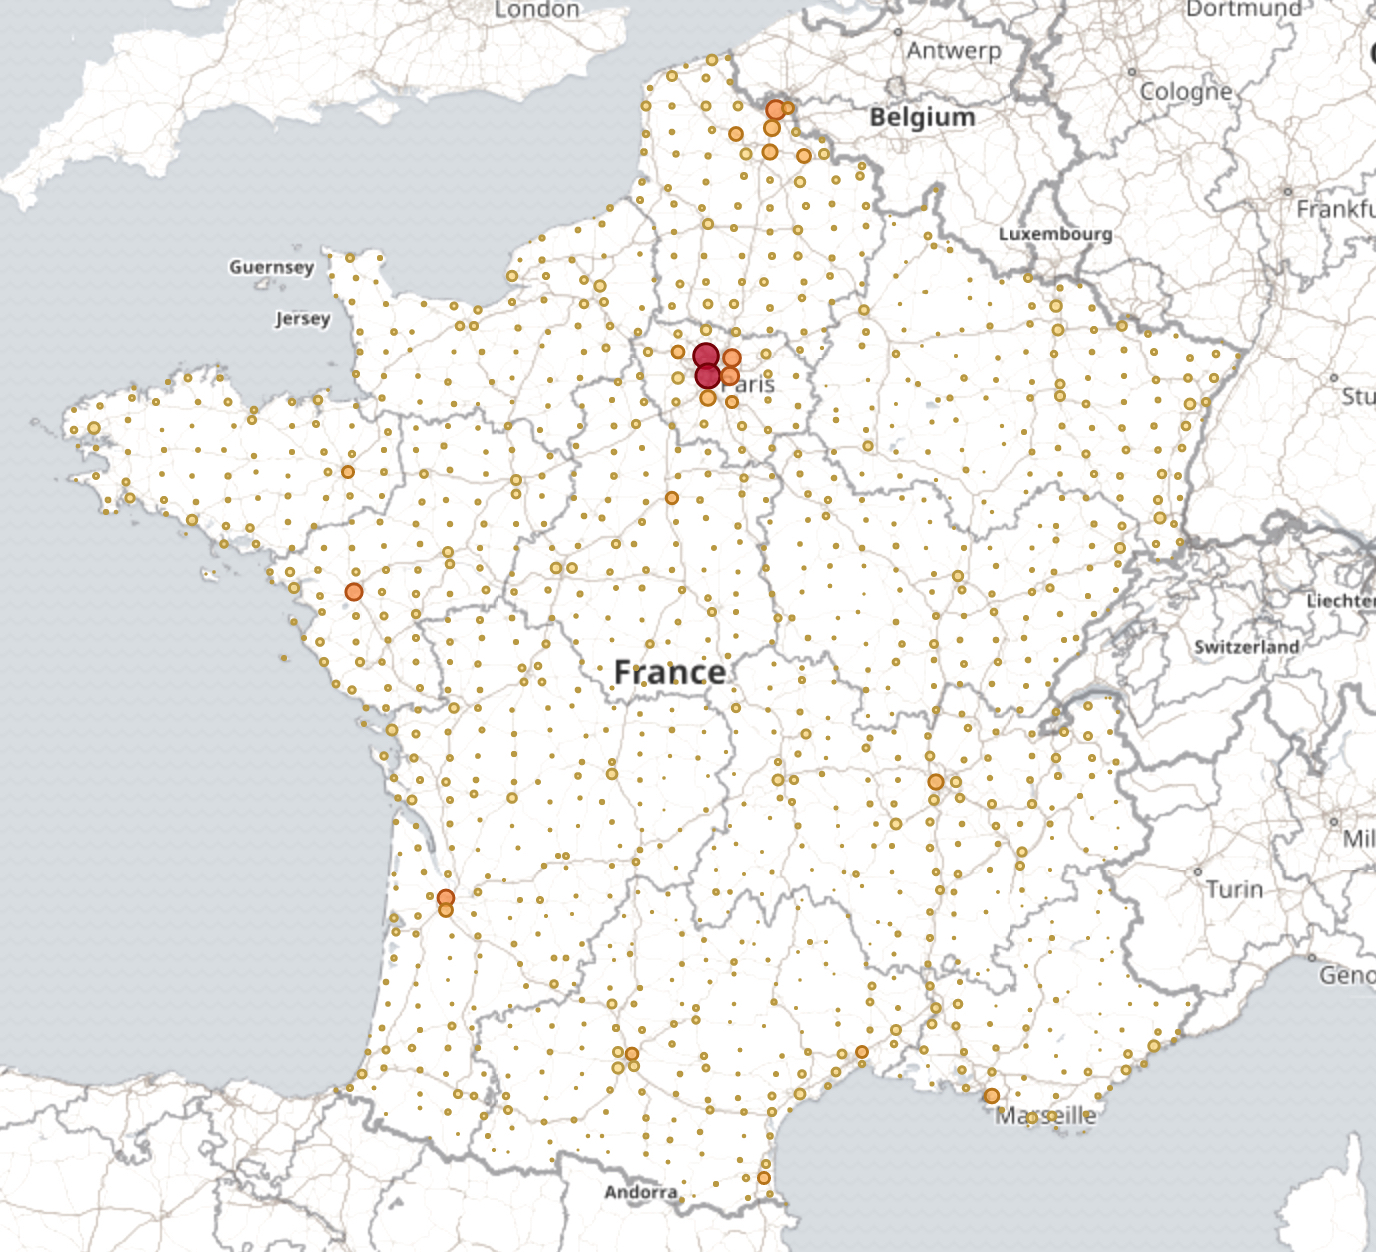 London
Dortmund
Antwerp
Cologne
Belgium
Frankfu
Luxembourg
Guernsey
Jersey
Paris
Stu
Liechten
Switzerland
France
Mil
Turin
Geno
Marseille
Andorra